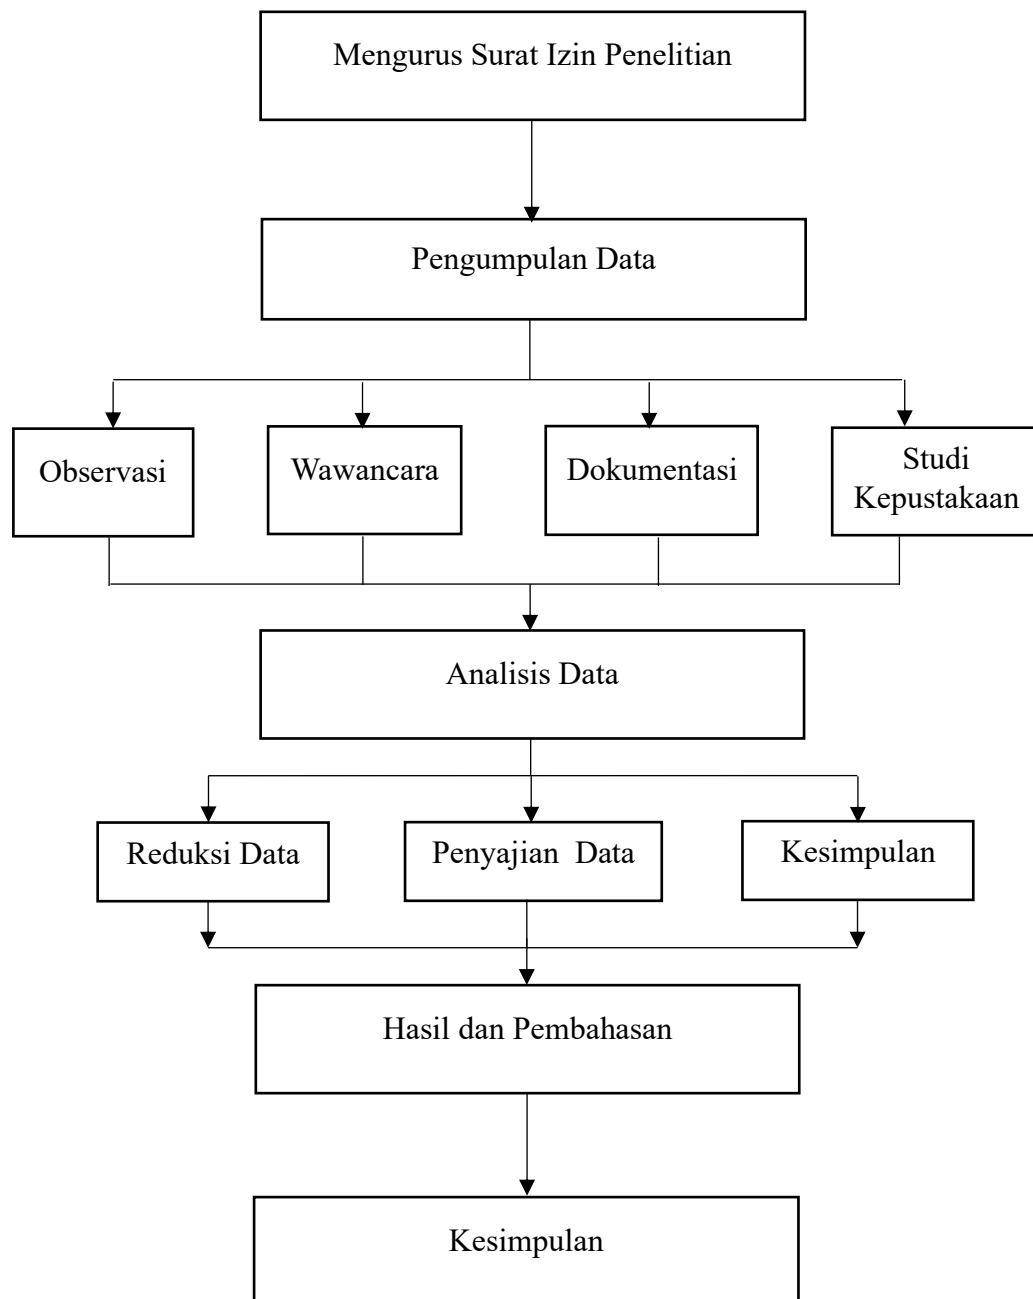 Mengurus Surat Izin Penelitian
Pengumpulan Data
Observasi
Wawancara
Dokumentasi
Studi
Kepustakaan
Analisis Data
Reduksi Data
Penyajian  Data
Kesimpulan
Hasil dan Pembahasan
Kesimpulan